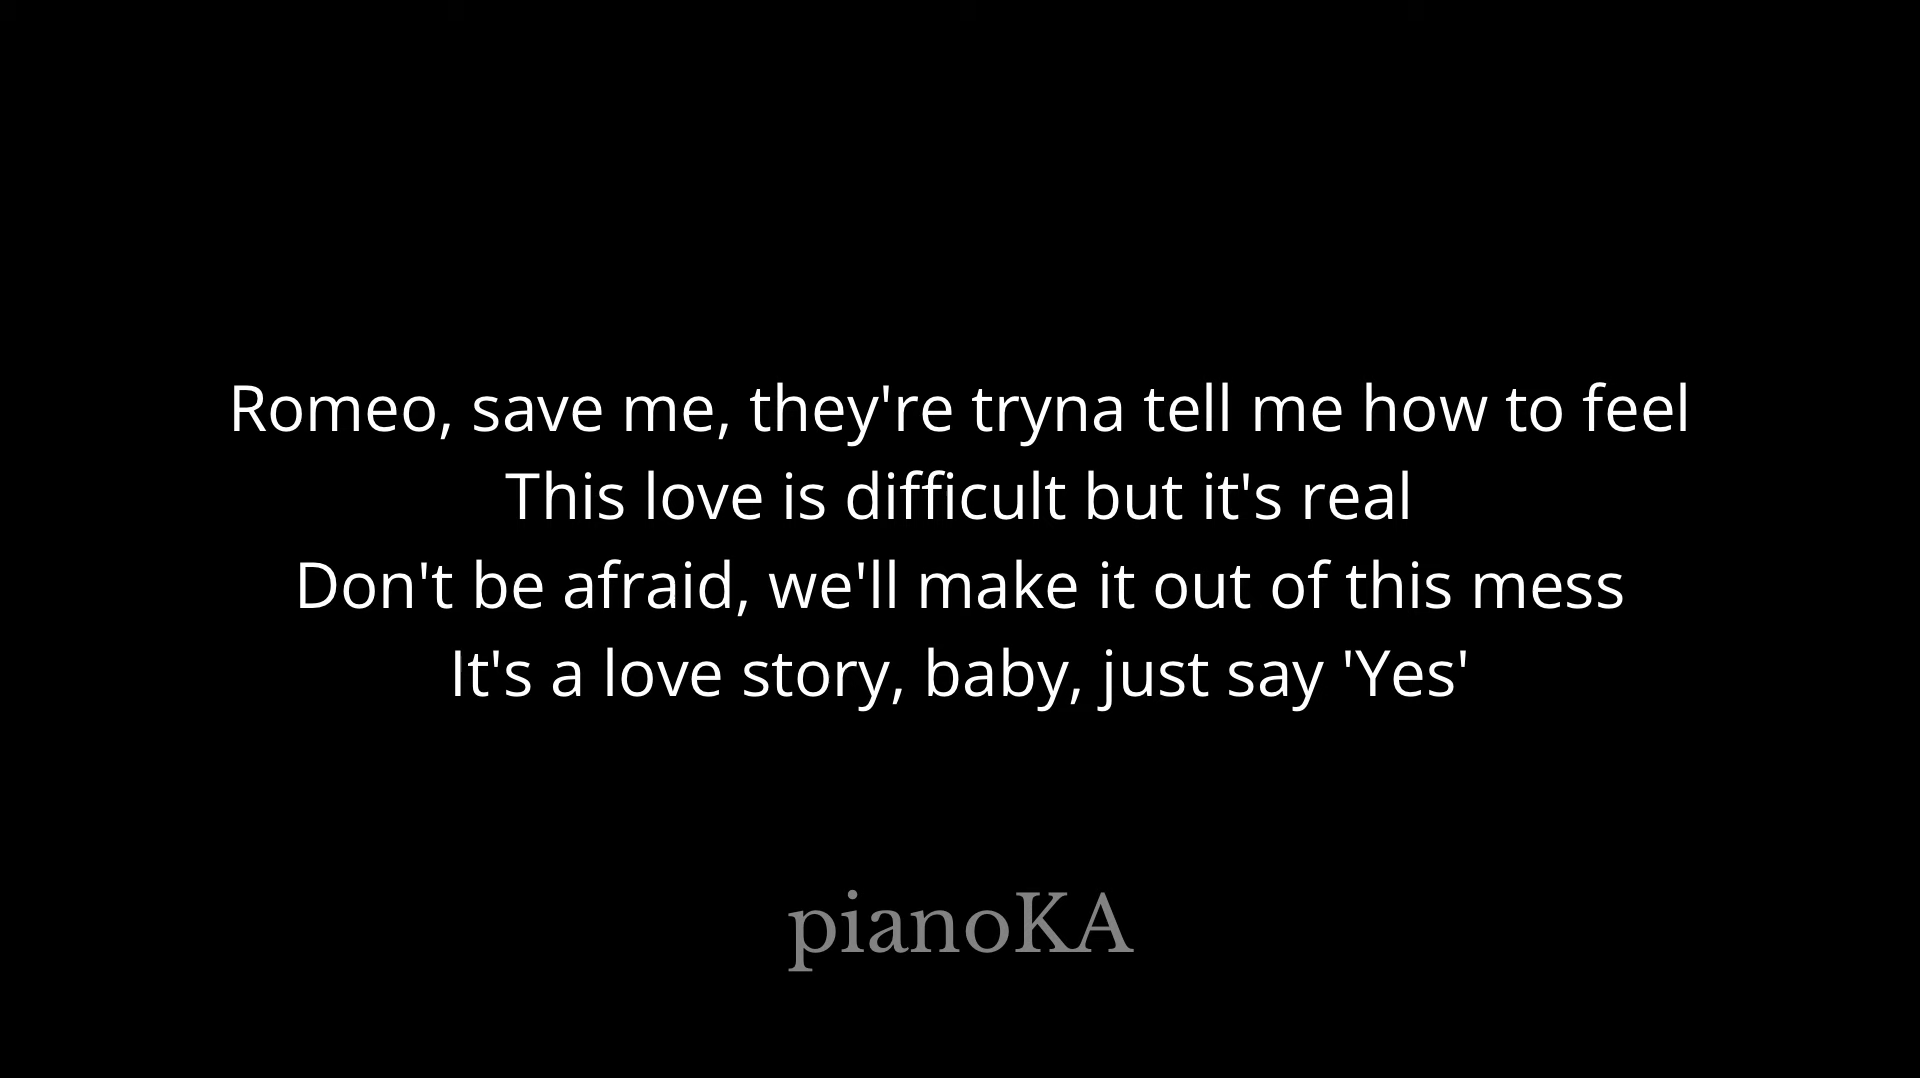 Romeo, save me, they're tryna tell me how to feel
This love is difficult but it's real
Don't be afraid, we'll make it out of this mess
It's a love story, baby, just say 'Yes'
pianoKA